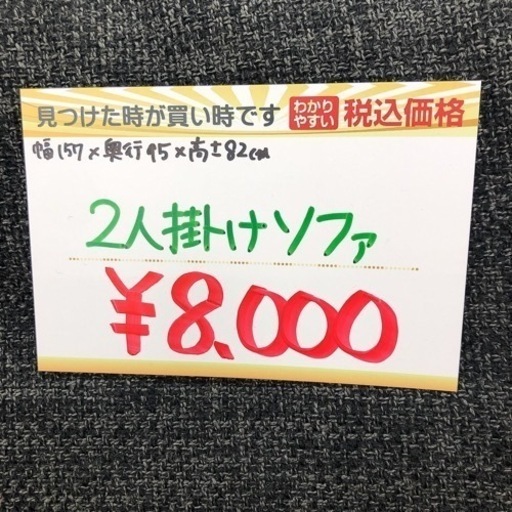 見つけた時が買い時です わかりやすい 税込価格
幅157×奥行95×高さ82cm
2人掛けソファ
¥8,000